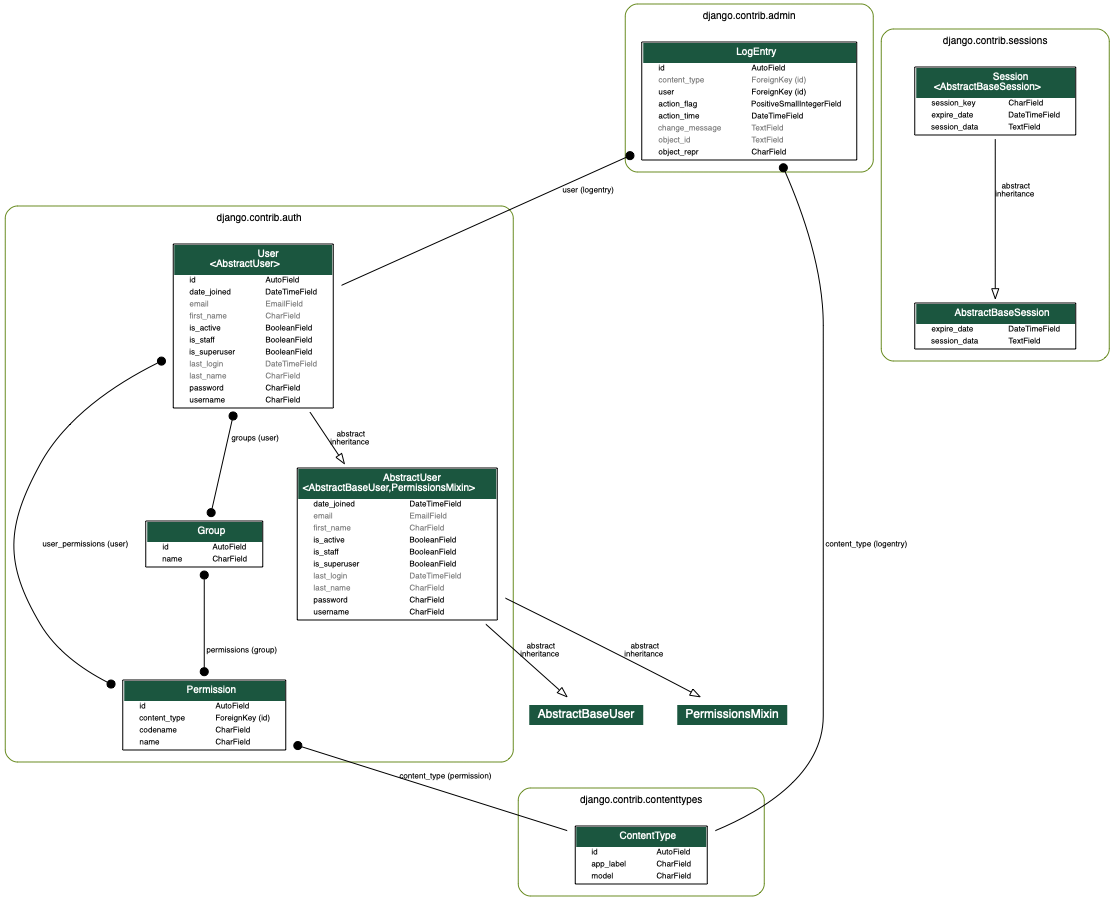 django.contrib.admin
LogEntry
id AutoField
content_type ForeignKey (id)
user ForeignKey (id)
action_flag PositiveSmallIntegerField
action_time DateTimeField
change_message TextField
object_id TextField
object_repr CharField
django.contrib.sessions
Session
<AbstractBaseSession>
session_key CharField
expire_date DateTimeField
session_data TextField
abstract
inheritance
AbstractBaseSession
expire_date DateTimeField
session_data TextField
user (logentry)
django.contrib.auth
User
<AbstractUser>
id AutoField
date_joined DateTimeField
email EmailField
first_name CharField
is_active BooleanField
is_staff BooleanField
is_superuser BooleanField
last_login DateTimeField
last_name CharField
password CharField
username CharField
groups (user)
abstract
inheritance
AbstractUser
<AbstractBaseUser,PermissionsMixin>
date_joined DateTimeField
email EmailField
first_name CharField
is_active BooleanField
is_staff BooleanField
is_superuser BooleanField
last_login DateTimeField
last_name CharField
password CharField
username CharField
Group
id AutoField
name CharField
user_permissions (user)
content_type (logentry)
permissions (group)
abstract
inheritance
abstract
inheritance
Permission
id AutoField
content_type ForeignKey (id)
codename CharField
name CharField
AbstractBaseUser
PermissionsMixin
content_type (permission)
django.contrib.contenttypes
ContentType
id AutoField
app_label CharField
model CharField